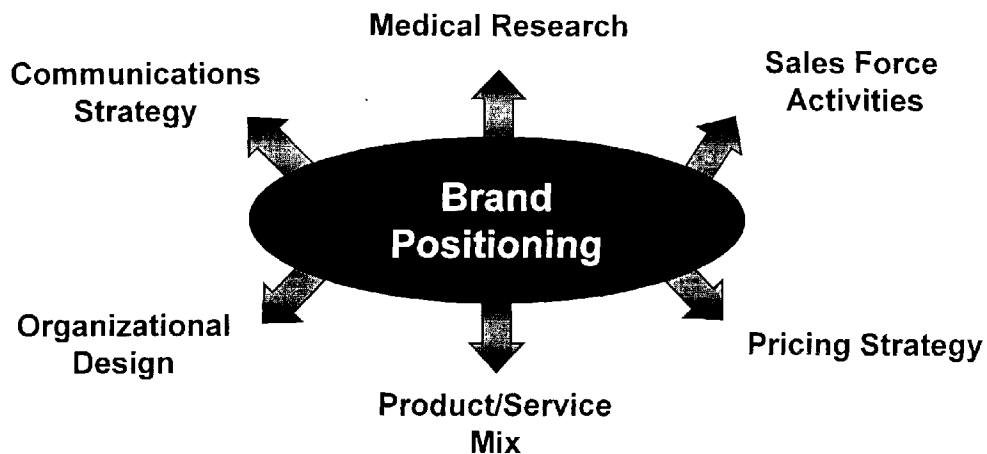 Medical Research
Communications
Strategy
Sales Force
Activities
Brand
Positioning
Organizational
Design
Pricing Strategy
Product/Service
Mix